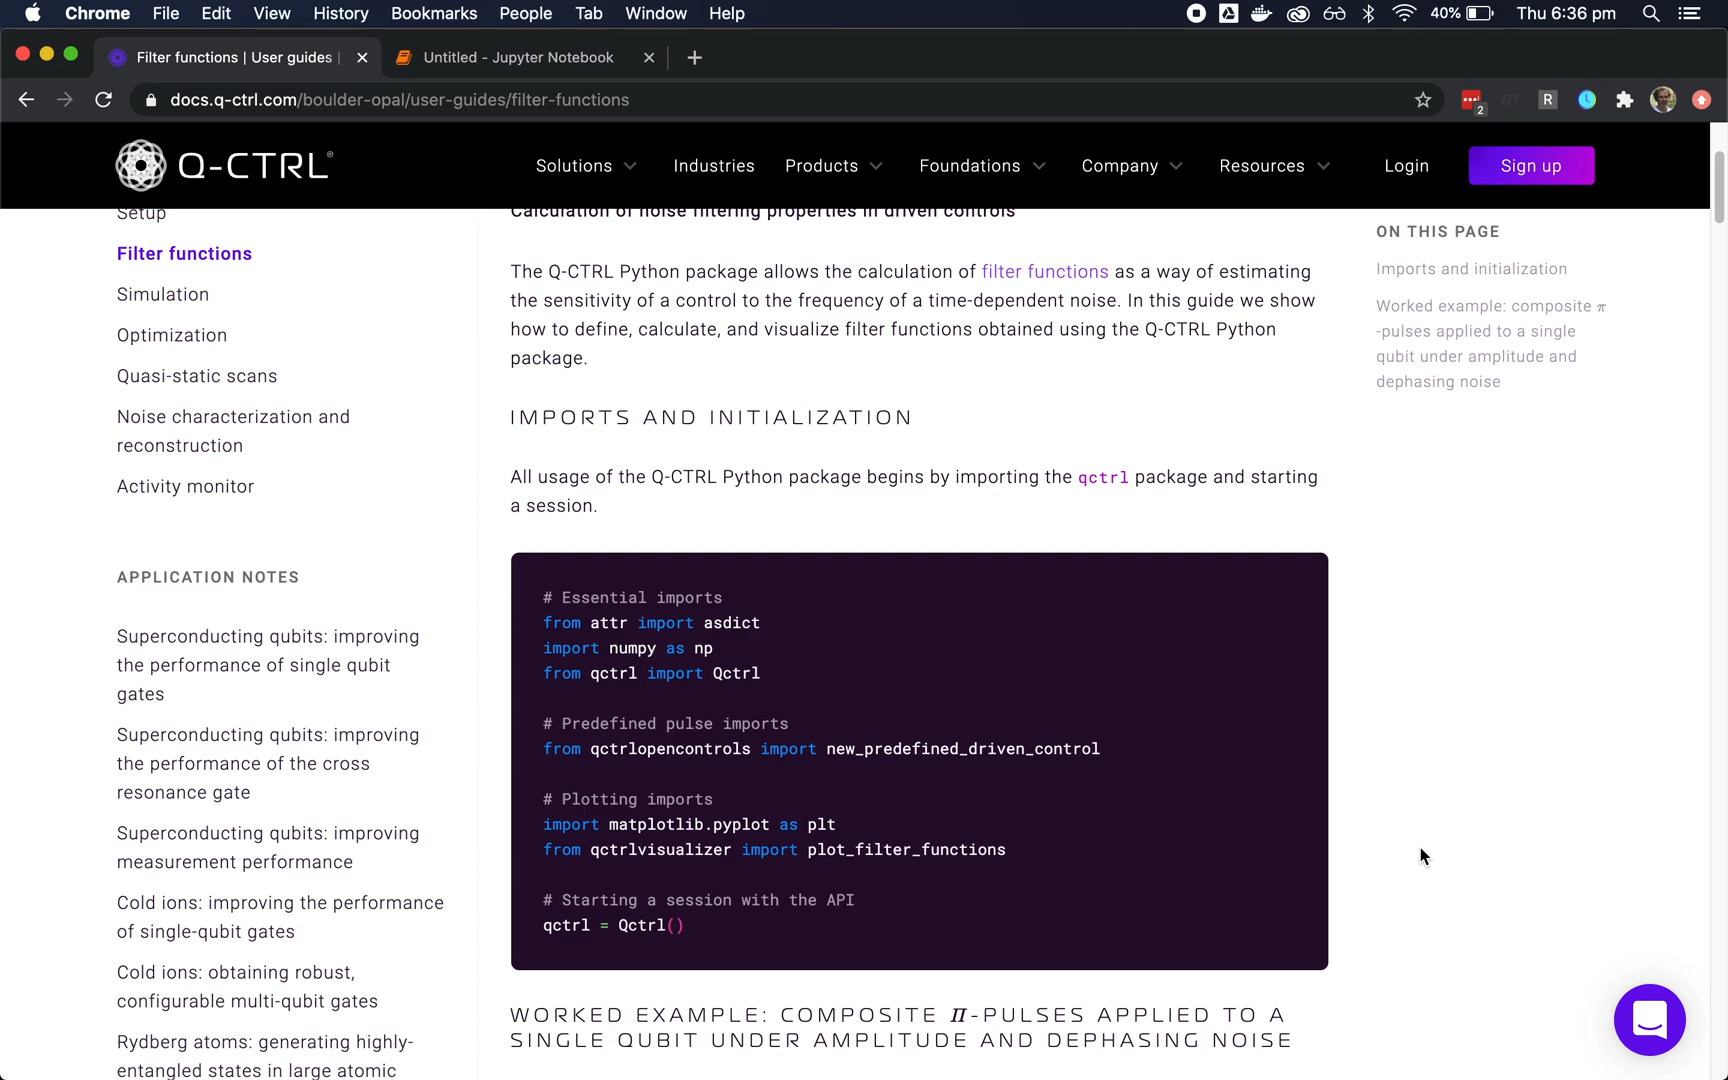 Chrome File Edit View History Bookmarks People Tab Window Help 40% Thu 6:36 pm
Filter functions | User guides | Untitled - Jupyter Notebook
docs.q-ctrl.com/boulder-opal/user-guides/filter-functions
2
R
Q-CTRL®
Solutions Industries Products Foundations Company Resources Login Sign up
Setup
Filter functions
Simulation
Optimization
Quasi-static scans
Noise characterization and
reconstruction
Activity monitor
APPLICATION NOTES
Superconducting qubits: improving
the performance of single qubit
gates
Superconducting qubits: improving
the performance of the cross
resonance gate
Superconducting qubits: improving
measurement performance
Cold ions: improving the performance
of single-qubit gates
Cold ions: obtaining robust,
configurable multi-qubit gates
Rydberg atoms: generating highly-
entangled states in large atomic
Calculation of noise filtering properties in driven controls
The Q-CTRL Python package allows the calculation of filter functions as a way of estimating
the sensitivity of a control to the frequency of a time-dependent noise. In this guide we show
how to define, calculate, and visualize filter functions obtained using the Q-CTRL Python
package.
IMPORTS AND INITIALIZATION
All usage of the Q-CTRL Python package begins by importing the qctrl package and starting
a session.
# Essential imports
from attr import asdict
import numpy as np
from qctrl import Qctrl
# Predefined pulse imports
from qctrlopencontrols import new_predefined_driven_control
# Plotting imports
import matplotlib.pyplot as plt
from qctrlvisualizer import plot_filter_functions
# Starting a session with the API
qctrl = Qctrl()
WORKED EXAMPLE: COMPOSITE π-PULSES APPLIED TO A
SINGLE QUBIT UNDER AMPLITUDE AND DEPHASING NOISE
ON THIS PAGE
Imports and initialization
Worked example: composite π
-pulses applied to a single
qubit under amplitude and
dephasing noise